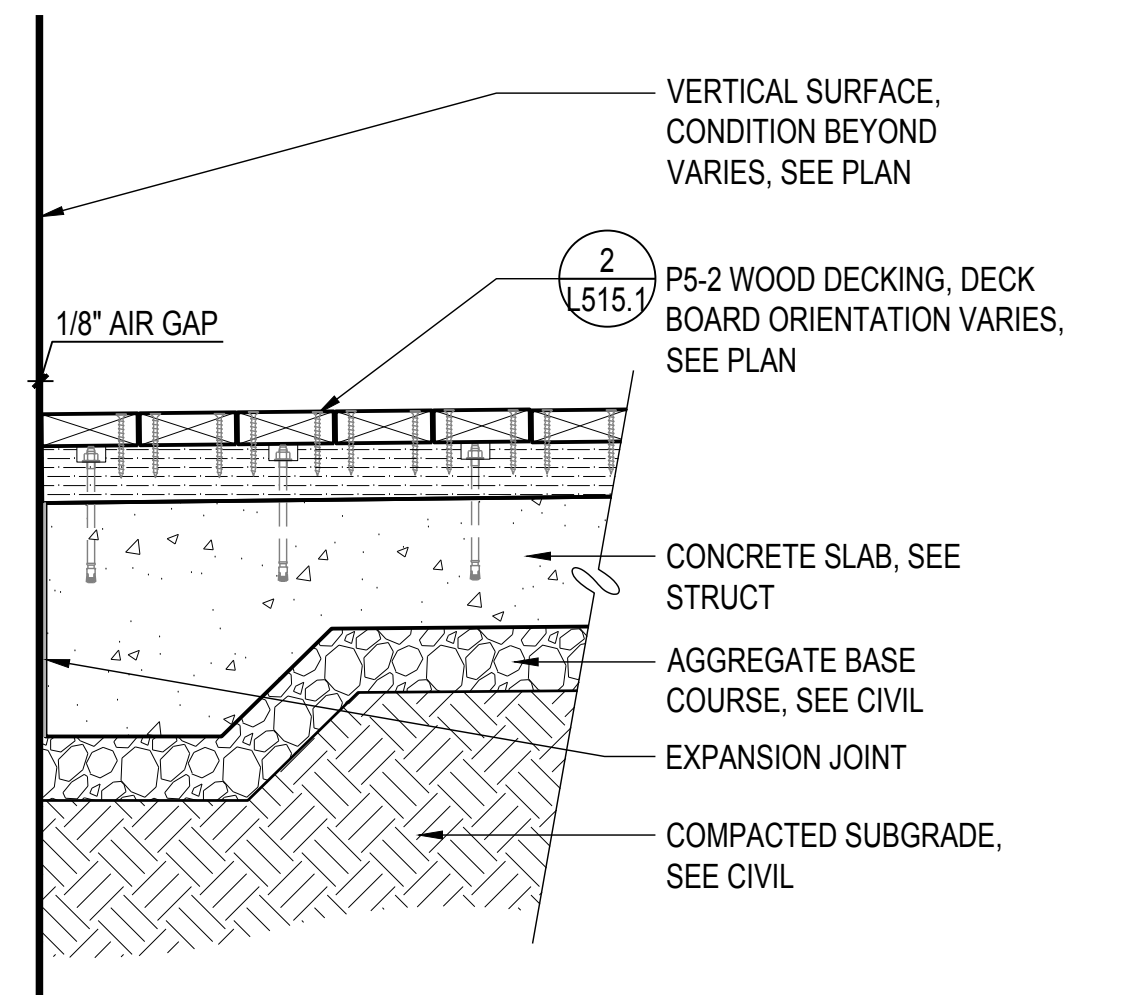 VERTICAL SURFACE,
CONDITION BEYOND
VARIES, SEE PLAN
2
L515.1
P5-2 WOOD DECKING, DECK
BOARD ORIENTATION VARIES,
SEE PLAN
1/8" AIR GAP
CONCRETE SLAB, SEE
STRUCT
AGGREGATE BASE
COURSE, SEE CIVIL
EXPANSION JOINT
COMPACTED SUBGRADE,
SEE CIVIL